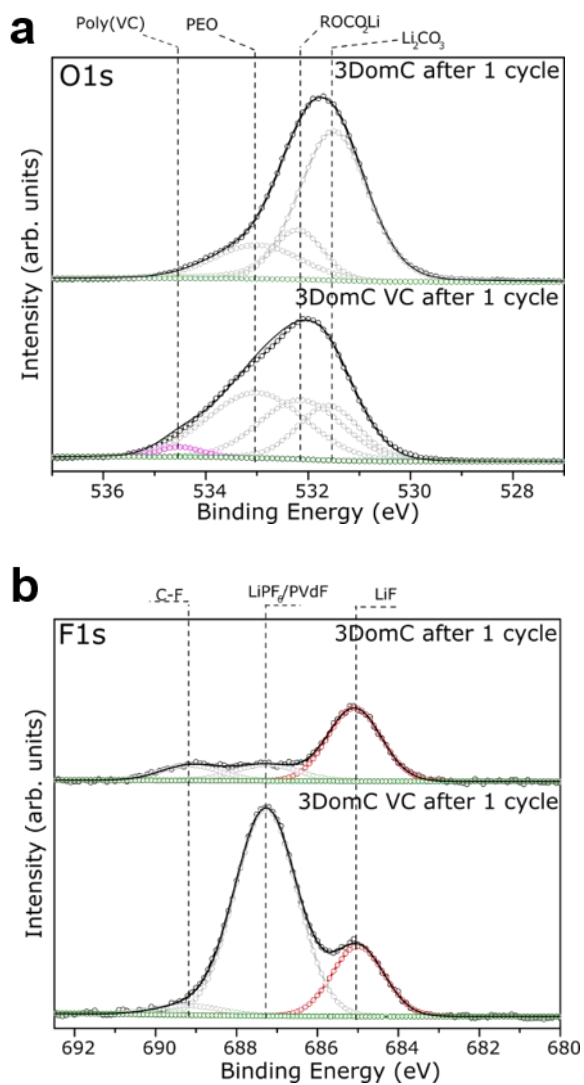 a
Poly(VC) PEO ROCO₂Li Li₂CO₃
O1s
3DomC after 1 cycle
3DomC VC after 1 cycle
Intensity (arb. units)
536 534 532 530 528
Binding Energy (eV)
b
C-F LiPF₆/PVdF LiF
F1s
3DomC after 1 cycle
3DomC VC after 1 cycle
Intensity (arb. units)
692 690 688 686 684 682 680
Binding Energy (eV)